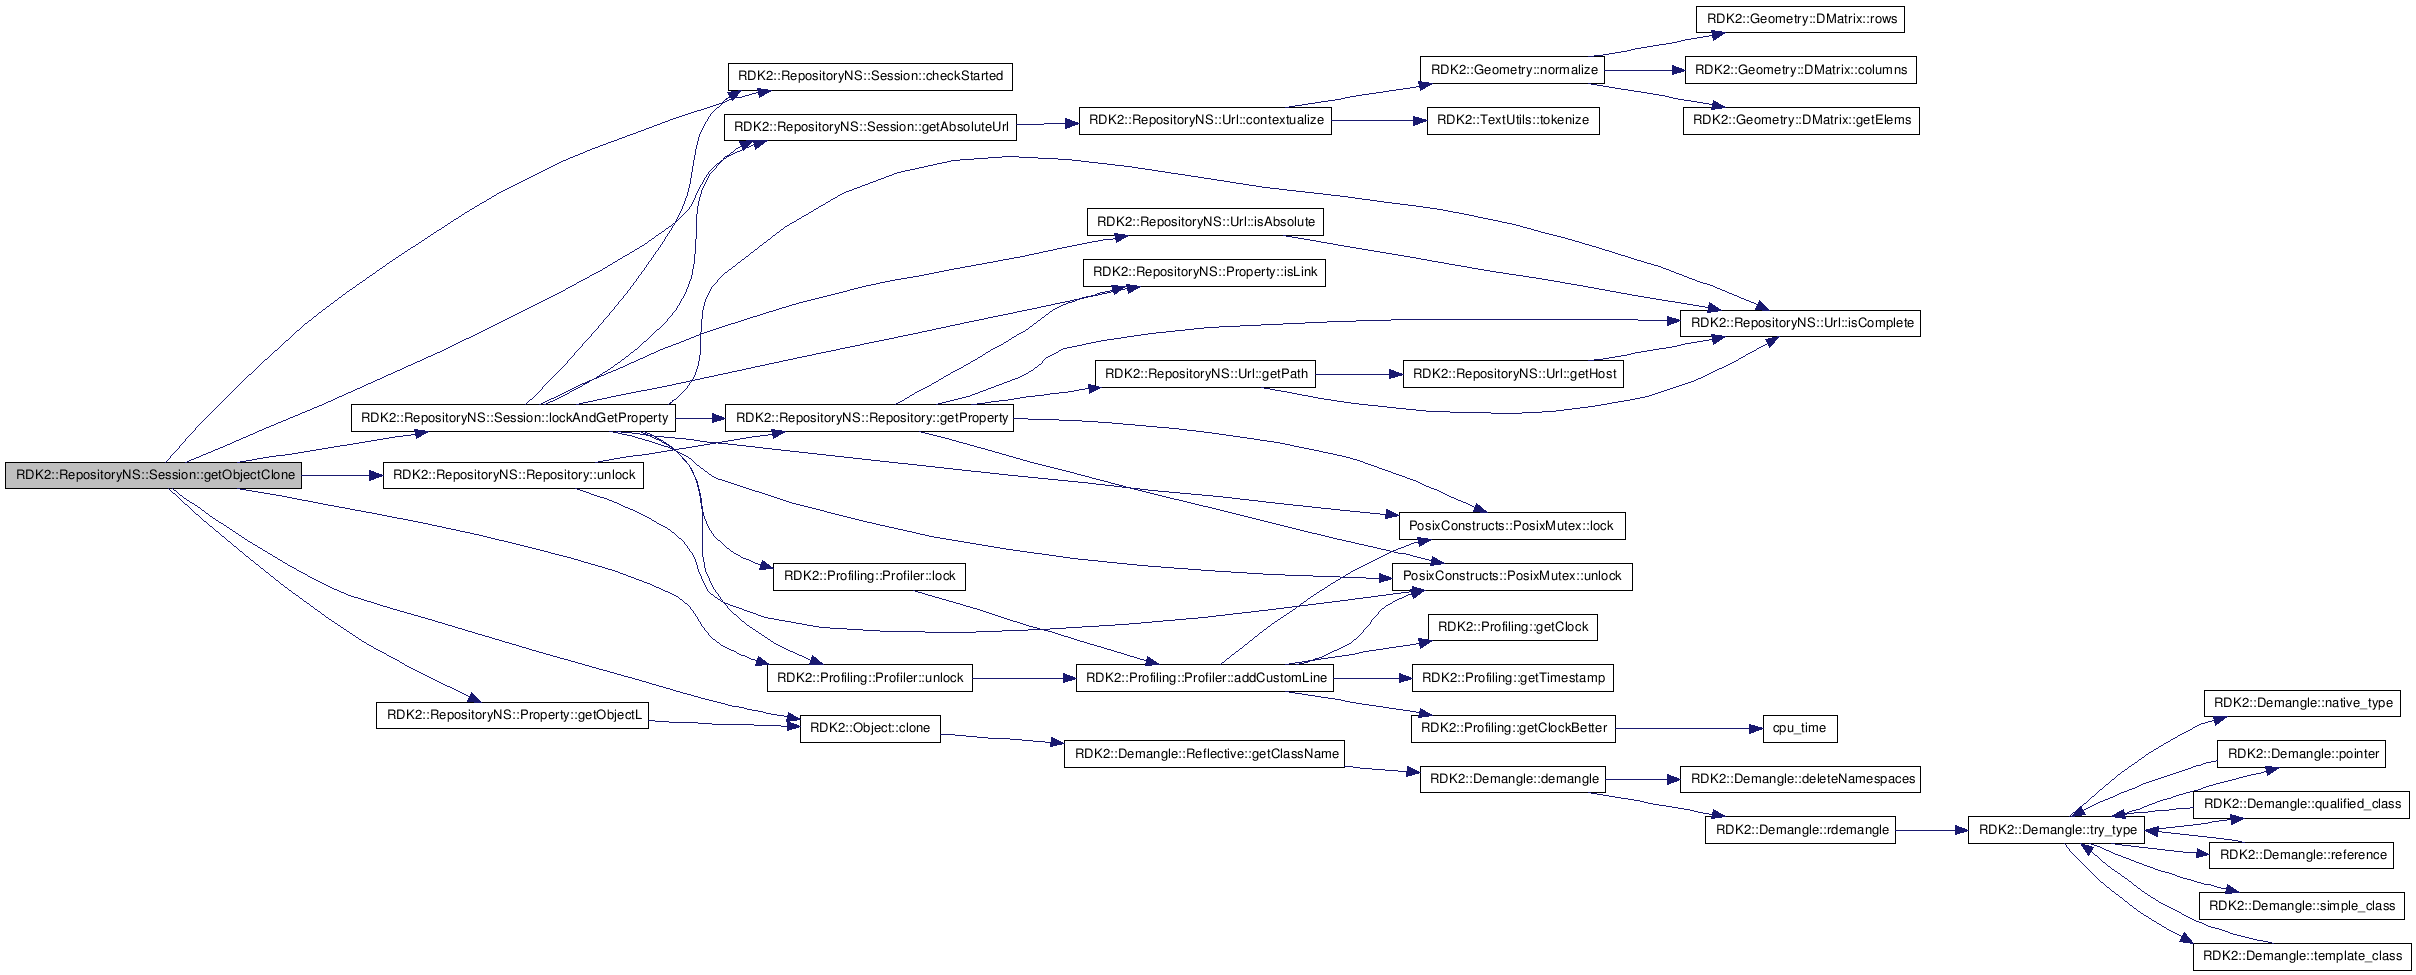 RDK2::RepositoryNS::Session::getObjectClone
RDK2::RepositoryNS::Session::lockAndGetProperty
RDK2::RepositoryNS::Repository::unlock
RDK2::RepositoryNS::Property::getObjectL
RDK2::RepositoryNS::Session::checkStarted
RDK2::RepositoryNS::Session::getAbsoluteUrl
RDK2::RepositoryNS::Repository::getProperty
RDK2::Profiling::Profiler::lock
RDK2::Profiling::Profiler::unlock
RDK2::Object::clone
RDK2::RepositoryNS::Url::contextualize
RDK2::RepositoryNS::Url::isAbsolute
RDK2::RepositoryNS::Property::isLink
RDK2::RepositoryNS::Url::getPath
RDK2::Profiling::Profiler::addCustomLine
RDK2::Demangle::Reflective::getClassName
RDK2::Geometry::normalize
RDK2::TextUtils::tokenize
RDK2::RepositoryNS::Url::getHost
PosixConstructs::PosixMutex::lock
PosixConstructs::PosixMutex::unlock
RDK2::Profiling::getClock
RDK2::Profiling::getTimestamp
RDK2::Profiling::getClockBetter
RDK2::Demangle::demangle
RDK2::Geometry::DMatrix::rows
RDK2::Geometry::DMatrix::columns
RDK2::Geometry::DMatrix::getElems
RDK2::RepositoryNS::Url::isComplete
cpu_time
RDK2::Demangle::deleteNamespaces
RDK2::Demangle::rdemangle
RDK2::Demangle::try_type
RDK2::Demangle::native_type
RDK2::Demangle::pointer
RDK2::Demangle::qualified_class
RDK2::Demangle::reference
RDK2::Demangle::simple_class
RDK2::Demangle::template_class